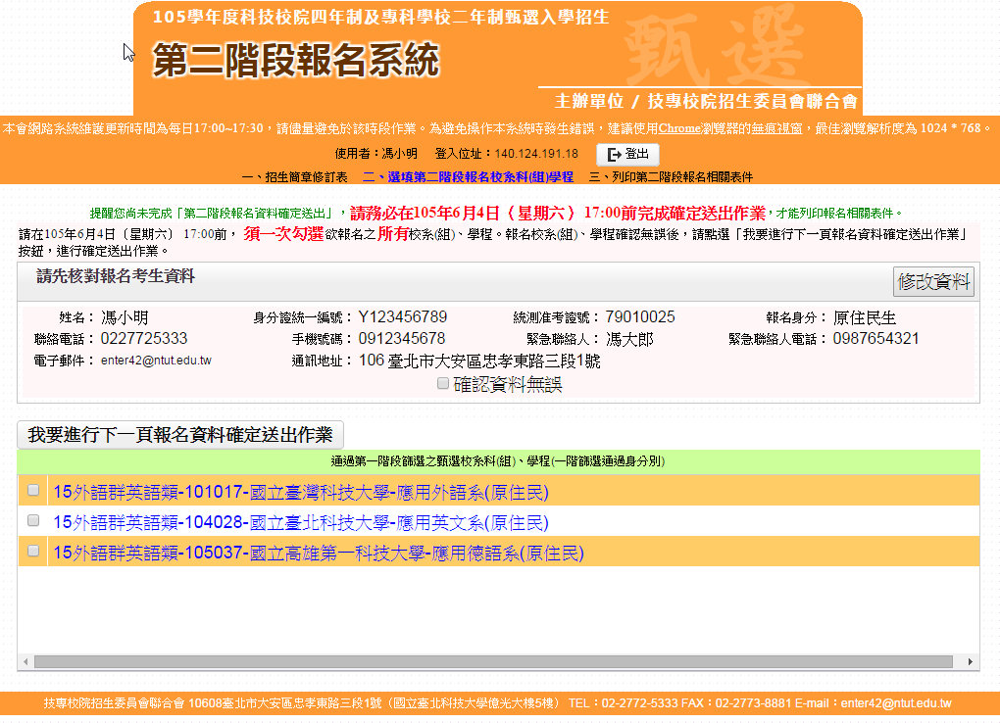 105學年度科技校院四年制及專科學校二年制甄選入學招生
甄選
第二階段報名系統
主辦單位 / 技專校院招生委員會聯合會
本會網路系統維護更新時間為每日17:00~17:30，請儘量避免於該時段作業。為避免操作本系統時發生錯誤，建議使用Chrome瀏覽器的無痕視窗，最佳瀏覽解析度為 1024 * 768。
使用者：馮小明 登入位址：140.124.191.18 登出
一、招生簡章修訂表 二、選填第二階段報名校系科(組)學程 三、列印第二階段報名相關表件
提醒您尚未完成「第二階段報名資料確定送出」，請務必在105年6月4日（星期六） 17:00前完成確定送出作業，才能列印報名相關表件。
請在105年6月4日〔星期六〕 17:00前， 須一次勾選欲報名之所有校系(組)、學程。報名校系(組)、學程確認無誤後，請點選「我要進行下一頁報名資料確定送出作業」
按鈕，進行確定送出作業。
請先核對報名考生資料 修改資料
姓名： 馮小明 身分證統一編號： Y123456789 統測准考證號： 79010025 報名身分： 原住民生
聯絡電話： 0227725333 手機號碼： 0912345678 緊急聯絡人： 馮大郎 緊急聯絡人電話： 0987654321
電子郵件： enter42@ntut.edu.tw 通訊地址： 106 臺北市大安區忠孝東路三段1號
確認資料無誤
我要進行下一頁報名資料確定送出作業
通過第一階段篩選之甄選校系科(組)、學程(一階篩選通過身分別)
15外語群英語類-101017-國立臺灣科技大學-應用外語系(原住民)
15外語群英語類-104028-國立臺北科技大學-應用英文系(原住民)
15外語群英語類-105037-國立高雄第一科技大學-應用德語系(原住民)
技專校院招生委員會聯合會 10608臺北市大安區忠孝東路三段1號（國立臺北科技大學億光大樓5樓） TEL：02-2772-5333 FAX：02-2773-8881 E-mail：enter42@ntut.edu.tw